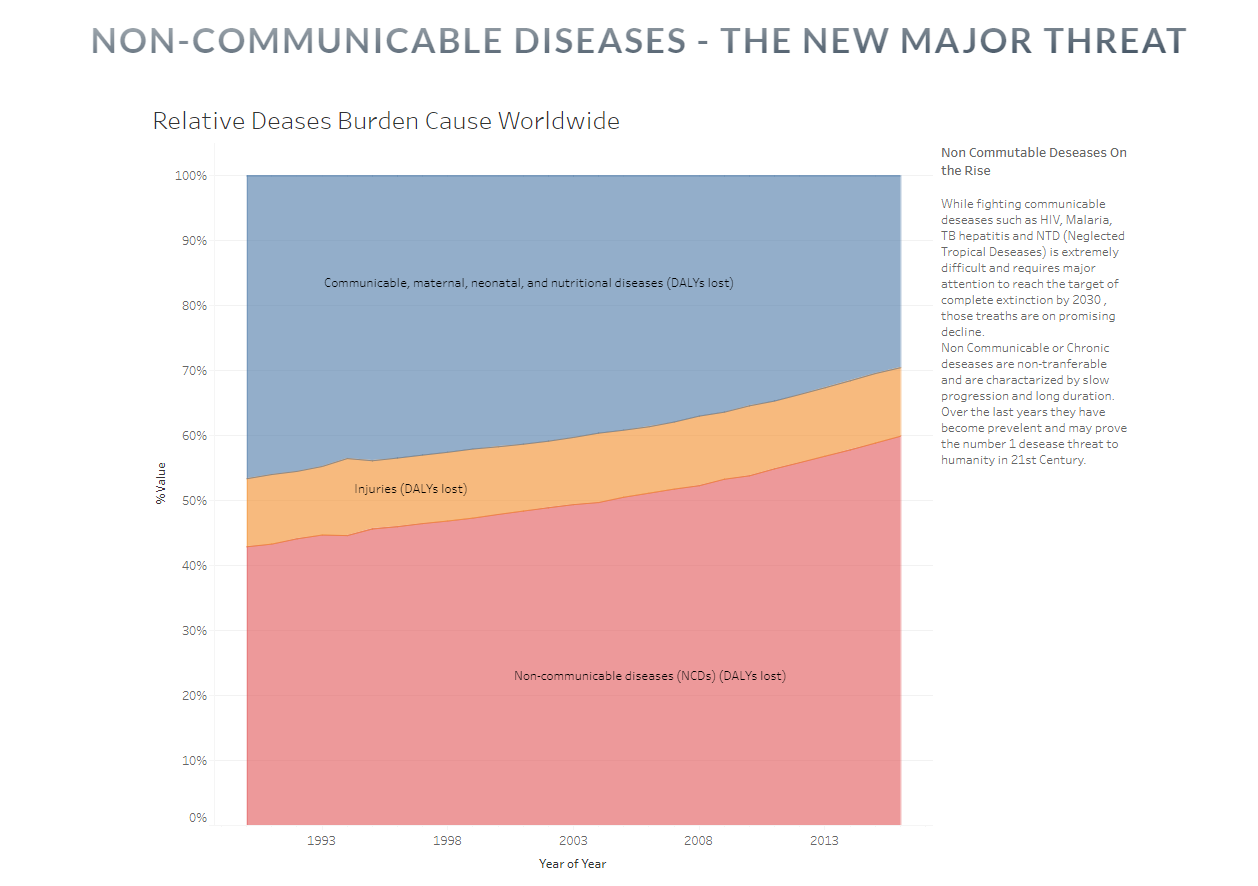 NON-COMMUNICABLE DISEASES - THE NEW MAJOR THREAT
Relative Deases Burden Cause Worldwide
Non Commutable Deseases On
the Rise
While fighting communicable
deseases such as HIV, Malaria,
TB hepatitis and NTD (Neglected
Tropical Deseases) is extremely
difficult and requires major
attention to reach the target of
complete extinction by 2030 ,
those treaths are on promising
decline.
Non Communicable or Chronic
deseases are non-tranferable
and are charactarized by slow
progression and long duration.
Over the last years they have
become prevelent and may prove
the number 1 desease threat to
humanity in 21st Century.
100%
90%
80%
70%
60%
50%
40%
30%
20%
10%
0%
% Value
Communicable, maternal, neonatal, and nutritional diseases (DALYs lost)
Injuries (DALYs lost)
Non-communicable diseases (NCDs) (DALYs lost)
1993 1998 2003 2008 2013
Year of Year